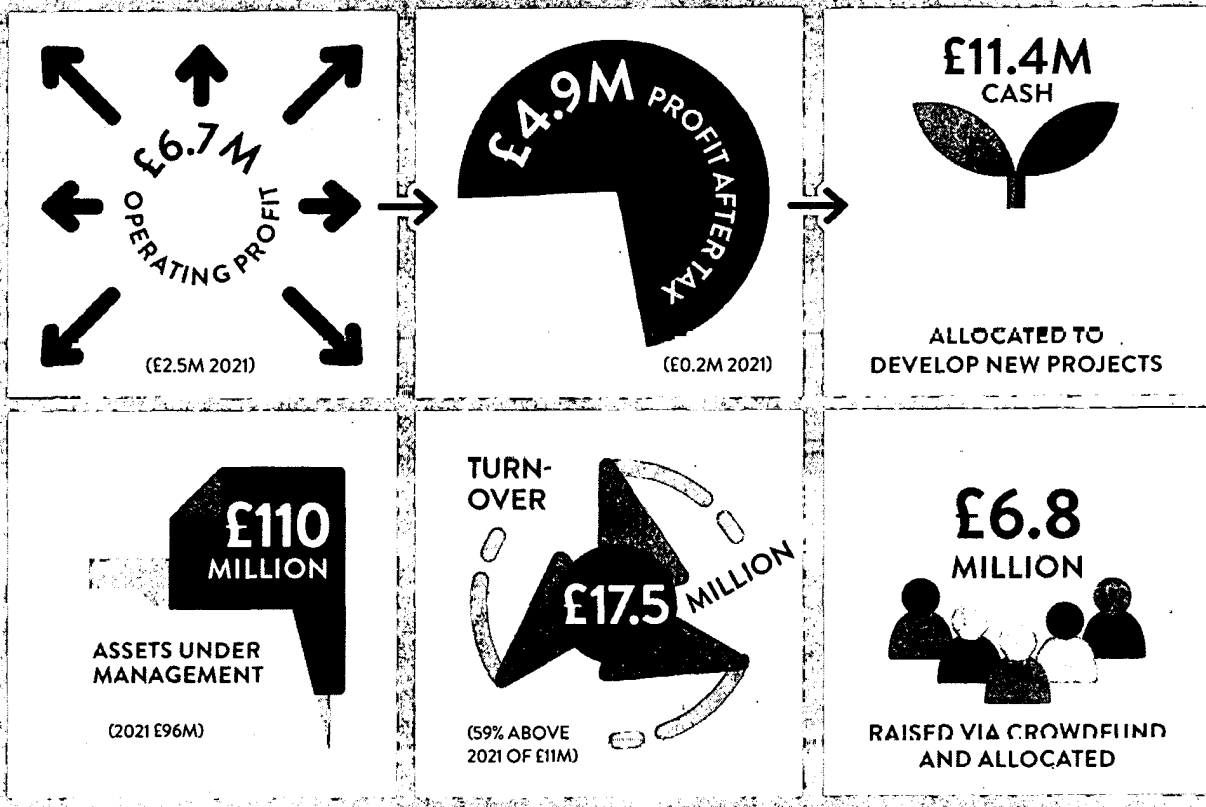 £6.7M
OPERATING PROFIT
(£2.5M 2021)
£4.9M PROFIT AFTER TAX
(£0.2M 2021)
£11.4M
CASH
ALLOCATED TO
DEVELOP NEW PROJECTS
£110
MILLION
ASSETS UNDER
MANAGEMENT
(2021 £96M)
TURN-
OVER
£17.5
MILLION
(59% ABOVE
2021 OF £11M)
£6.8
MILLION
RAISED VIA CROWDFUND
AND ALLOCATED